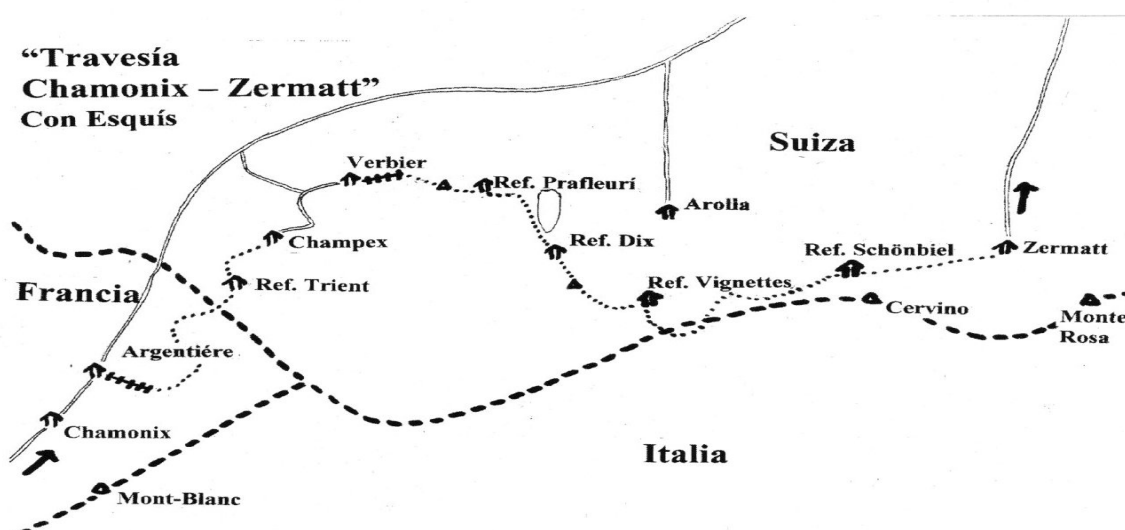 “Travesía
Chamonix – Zermatt”
Con Esquís
Suiza
Verbier
Ref. Prafleurí
Arolla
Champex
Ref. Dix
Ref. Schönbiel
Zermatt
Francia
Ref. Trient
Ref. Vignettes
Cervino
Monte
Rosa
Argentiére
Chamonix
Italia
Mont-Blanc